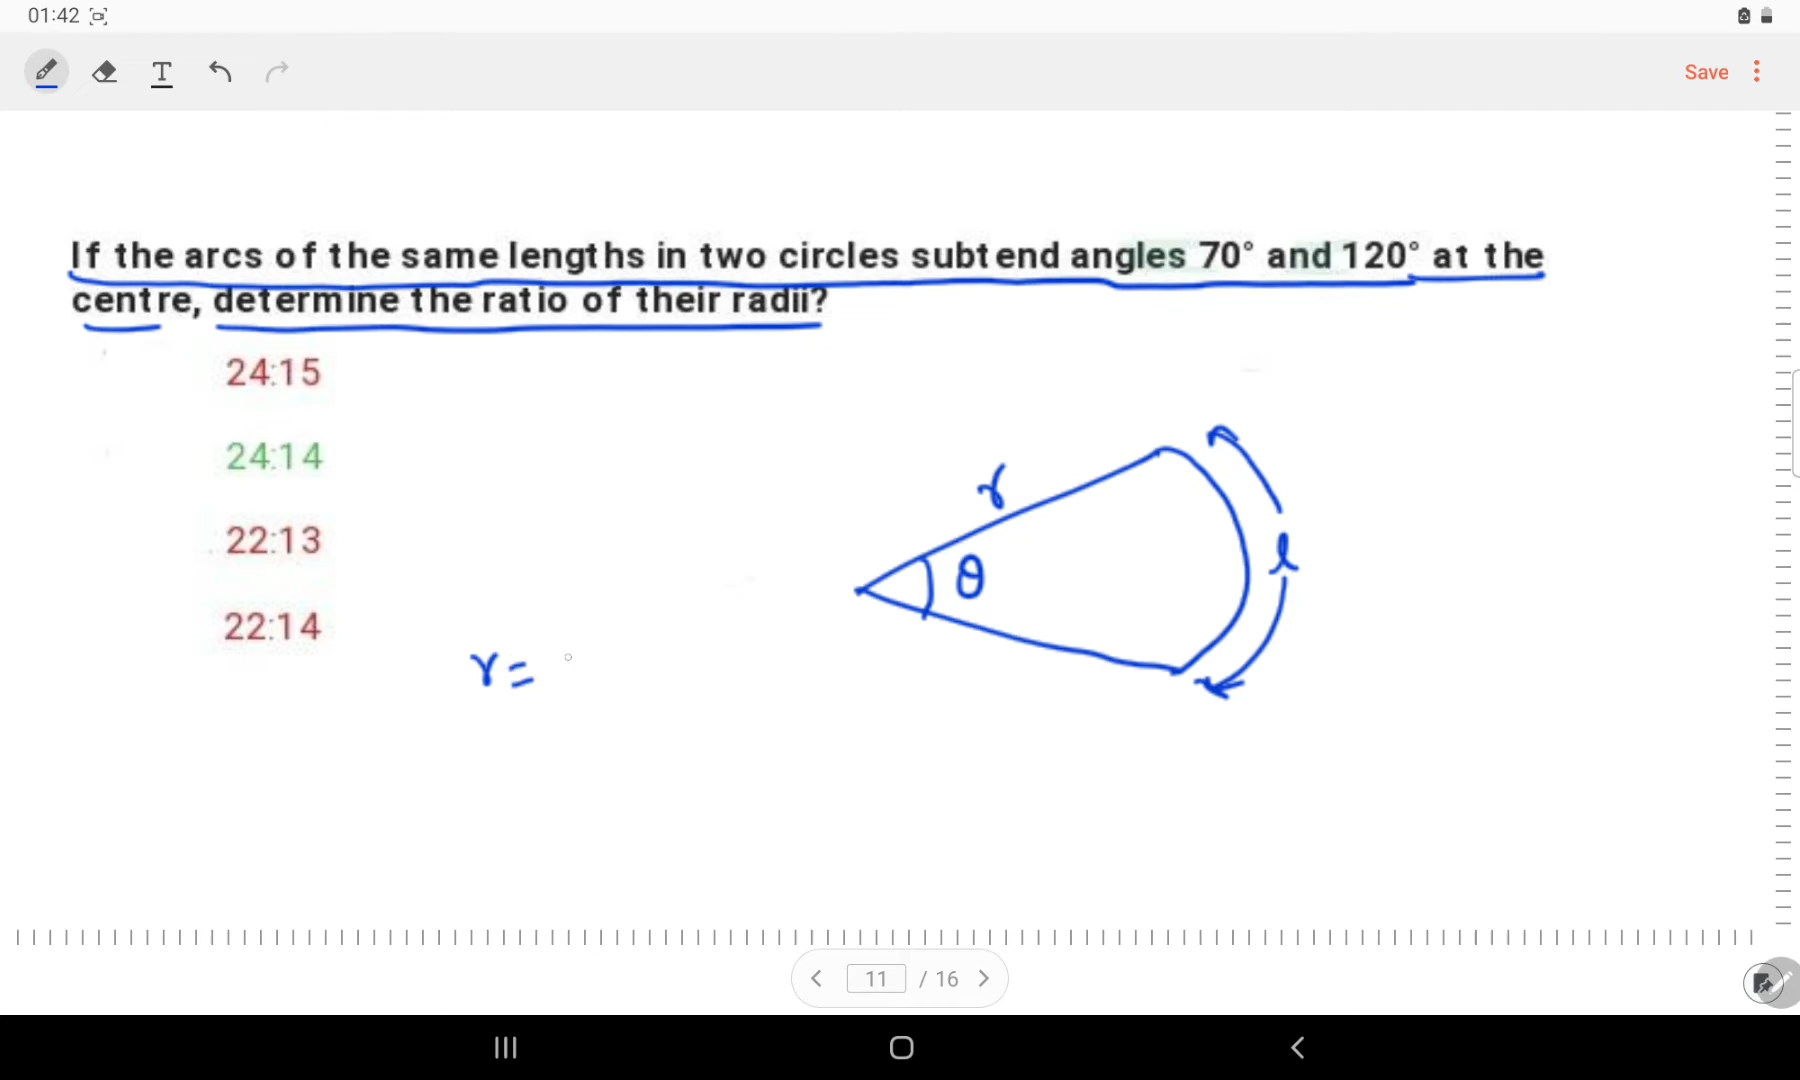 01:42
T
Save
If the arcs of the same lengths in two circles subtend angles 70° and 120° at the
centre, determine the ratio of their radii?
24:15
24:14
22:13
22:14
r
θ
l
r=
11 / 16